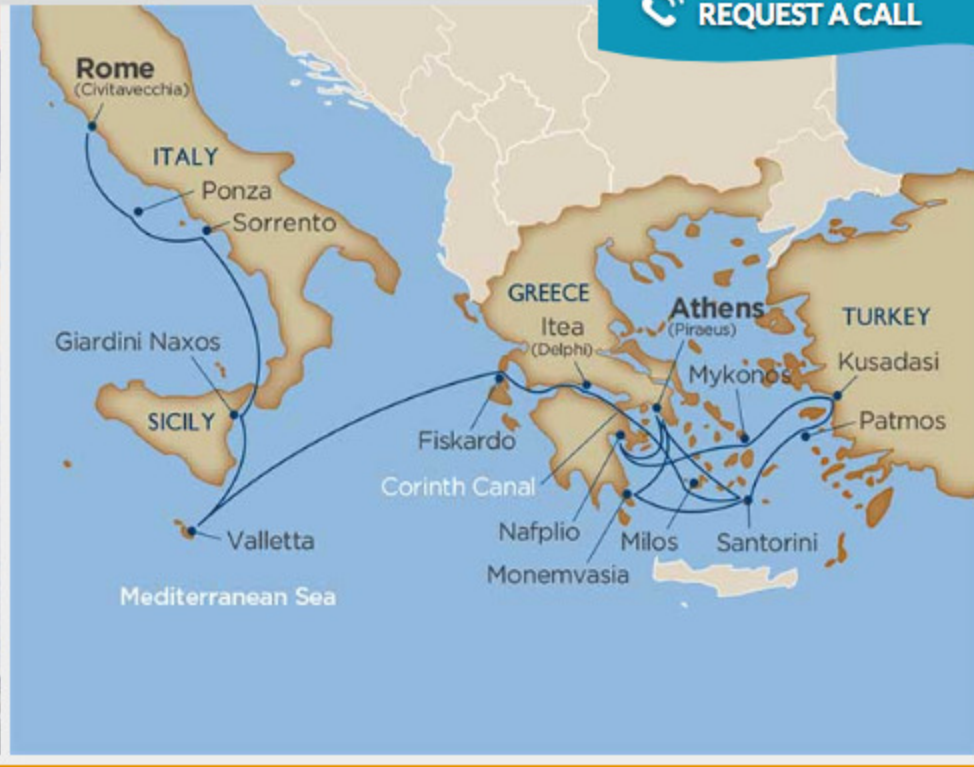 REQUEST A CALL
Rome
(Civitavecchia)
ITALY
Ponza
Sorrento
GREECE
Itea
(Delphi)
Athens
(Piraeus)
TURKEY
Giardini Naxos
Mykonos
Kusadasi
SICILY
Patmos
Fiskardo
Corinth Canal
Nafplio
Milos
Santorini
Valletta
Monemvasia
Mediterranean Sea